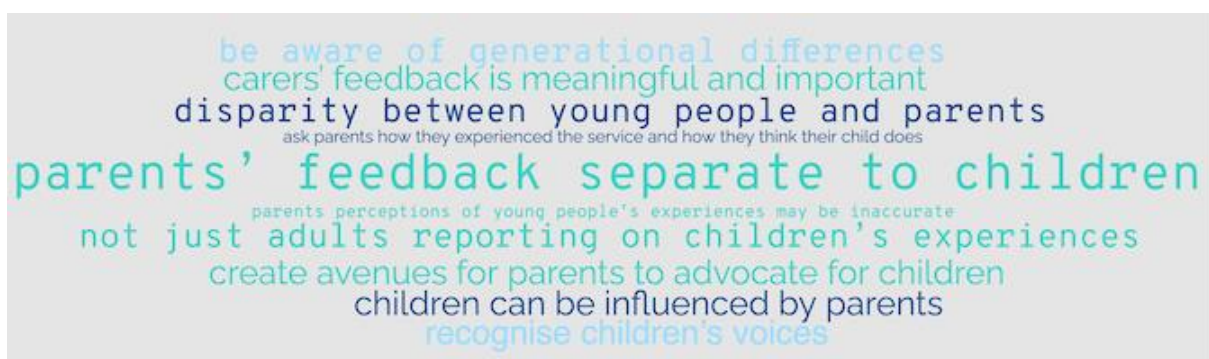 be aware of generational differences
carers' feedback is meaningful and important
disparity between young people and parents
ask parents how they experienced the service and how they think their child does
parents' feedback separate to children
parents perceptions of young people's experiences may be inaccurate
not just adults reporting on children's experiences
create avenues for parents to advocate for children
children can be influenced by parents
recognise children's voices